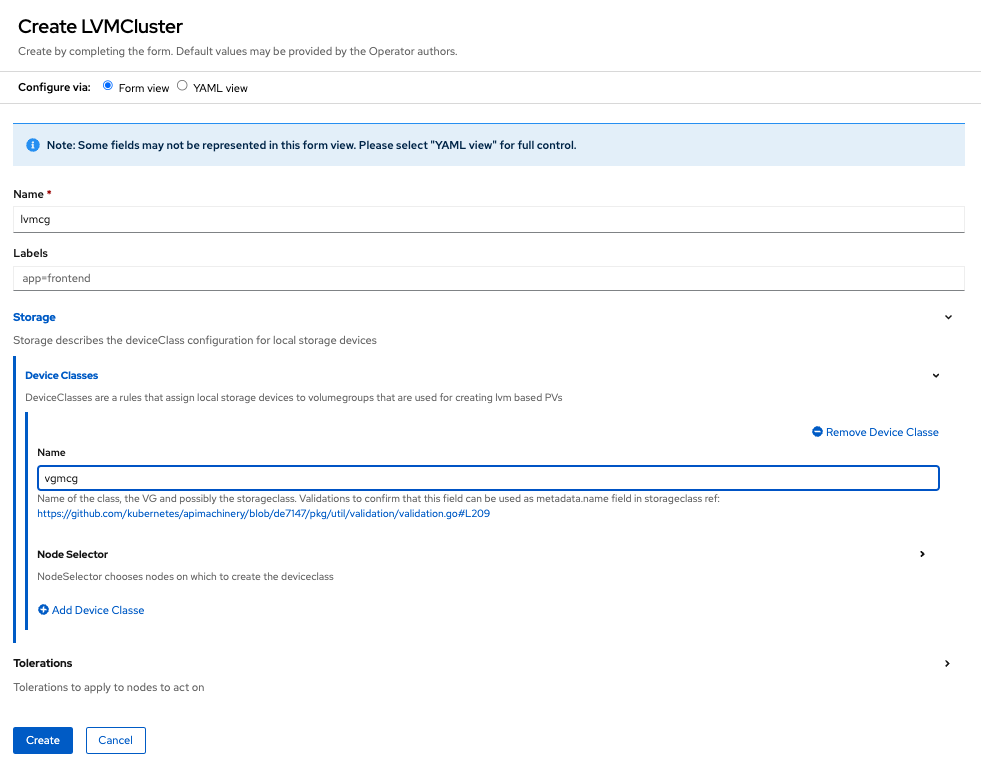 Create LVMCluster
Create by completing the form. Default values may be provided by the Operator authors.
Configure via: Form view YAML view
Note: Some fields may not be represented in this form view. Please select "YAML view" for full control.
Name *
lvmcg
Labels
app=frontend
Storage
Storage describes the deviceClass configuration for local storage devices
Device Classes
DeviceClasses are a rules that assign local storage devices to volumegroups that are used for creating lvm based PVs
Remove Device Classe
Name
vgmcg
Name of the class, the VG and possibly the storageclass. Validations to confirm that this field can be used as metadata.name field in storageclass ref:
https://github.com/kubernetes/apimachinery/blob/de7147/pkg/util/validation/validation.go#L209
Node Selector
NodeSelector chooses nodes on which to create the deviceclass
Add Device Classe
Tolerations
Tolerations to apply to nodes to act on
Create Cancel